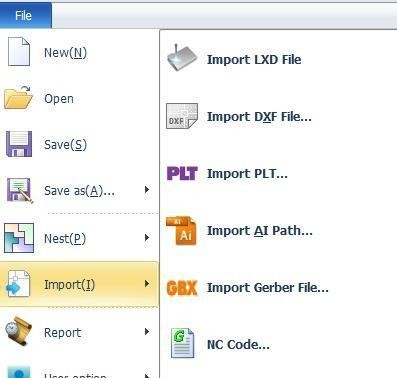 File
New(N)
Open
Save(S)
Save as(A)...
Nest(P)
Import(I)
Report
User option
Import LXD File
DXF
Import DXF File...
PLT
Import PLT...
AI
Ai
Import AI Path...
GBX
Import Gerber File...
G
NC Code...